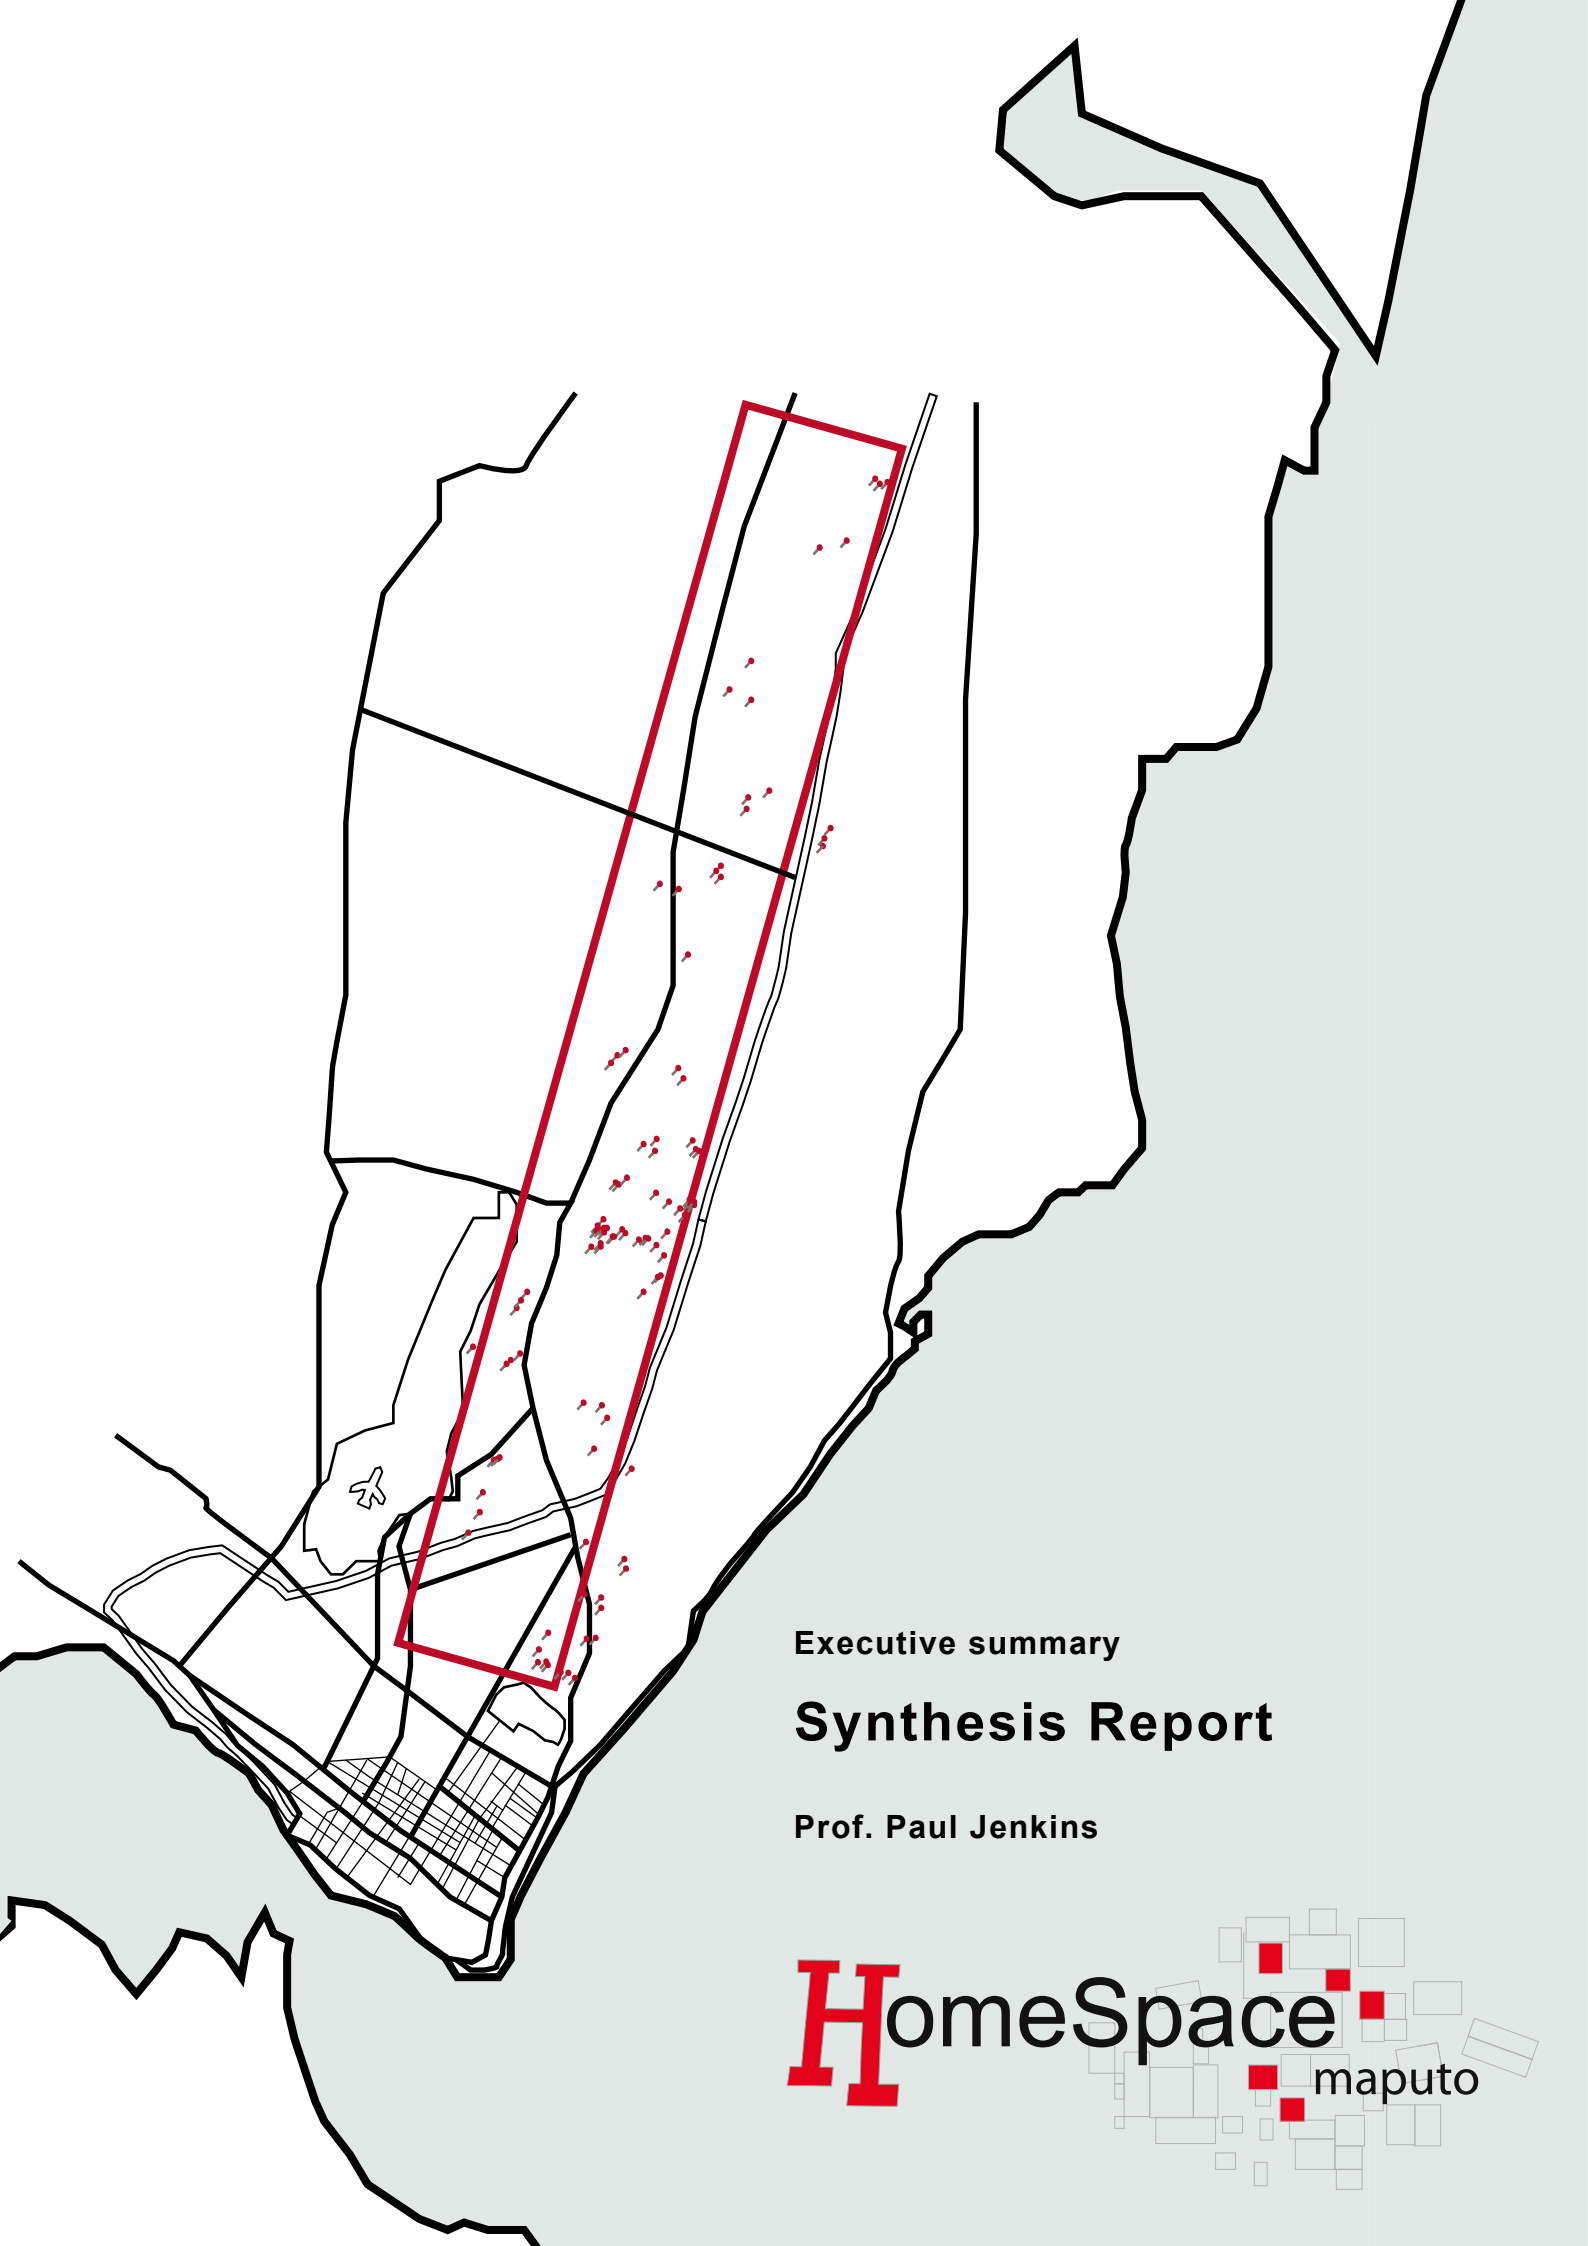 Executive summary
Synthesis Report
Prof. Paul Jenkins
HomeSpace
maputo